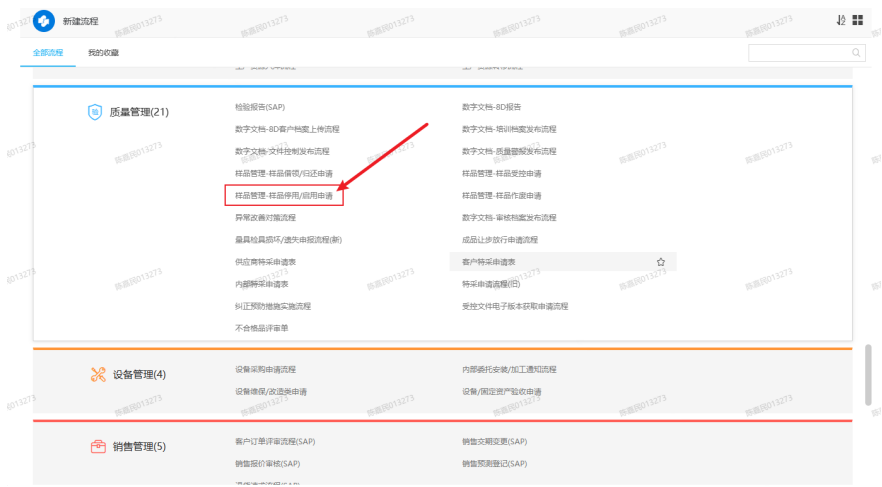 新建流程
全部流程 我的收藏
质量管理(21)
检验报告(SAP) 数字文档-8D报告
数字文档-8D客户档案上传流程 数字文档-培训档案发布流程
数字文档-文件控制发布流程 数字文档-质量警报发布流程
样品管理-样品借领/归还申请 样品管理-样品受控申请
样品管理-样品停用/启用申请 样品管理-样品作废申请
异常改善对策流程 数字文档-审核档案发布流程
量具检具损坏/遗失申报流程(新) 成品让步放行申请流程
供应商特采申请表 客户特采申请表
内部特采申请表 特采申请流程(旧)
纠正预防措施实施流程 受控文件电子版本获取申请流程
不合格品评审单
设备管理(4)
设备采购申请流程 内部委托安装/加工通知流程
设备维保/改造类申请 设备/固定资产验收申请
销售管理(5)
客户订单评审流程(SAP) 销售交期变更(SAP)
销售报价审核(SAP) 销售预测登记(SAP)